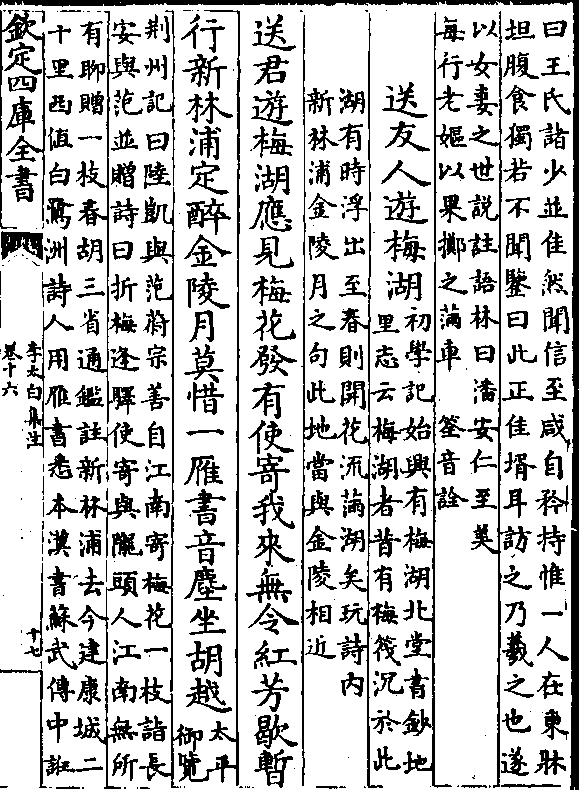 曰王氏諸少並佳然聞信至咸自矜持惟一人在東牀
坦腹食獨若不聞鑒曰此正佳壻耳訪之乃羲之也遂
以女妻之世説註語林曰潘安仁至美
每行老嫗以果擲之滿車　筌音詮
送友人遊梅湖
初學記始興有梅湖北堂書鈔地
里志云梅湖者昔有梅筏沉於此
湖有時浮出至春則開花流滿湖矣玩詩内
新林浦金陵月之句此地當與金陵相近
送君遊梅湖應見梅花發有使寄我來無令紅芳歇暫
行新林浦定醉金陵月莫惜一雁書音塵坐胡越
太平
御覽
荆州記曰陸凱與范蔚宗善自江南寄梅花一枝詣長
安與范並贈詩曰折梅逢驛使寄與隴頭人江南無所
有聊贈一枝春胡三省通鑑註新林浦去今建康城二
十里西値白鷺洲詩人用雁書悉本漢書蘇武傳中誑
欽定四庫全書
李太白集注
卷十六
十七